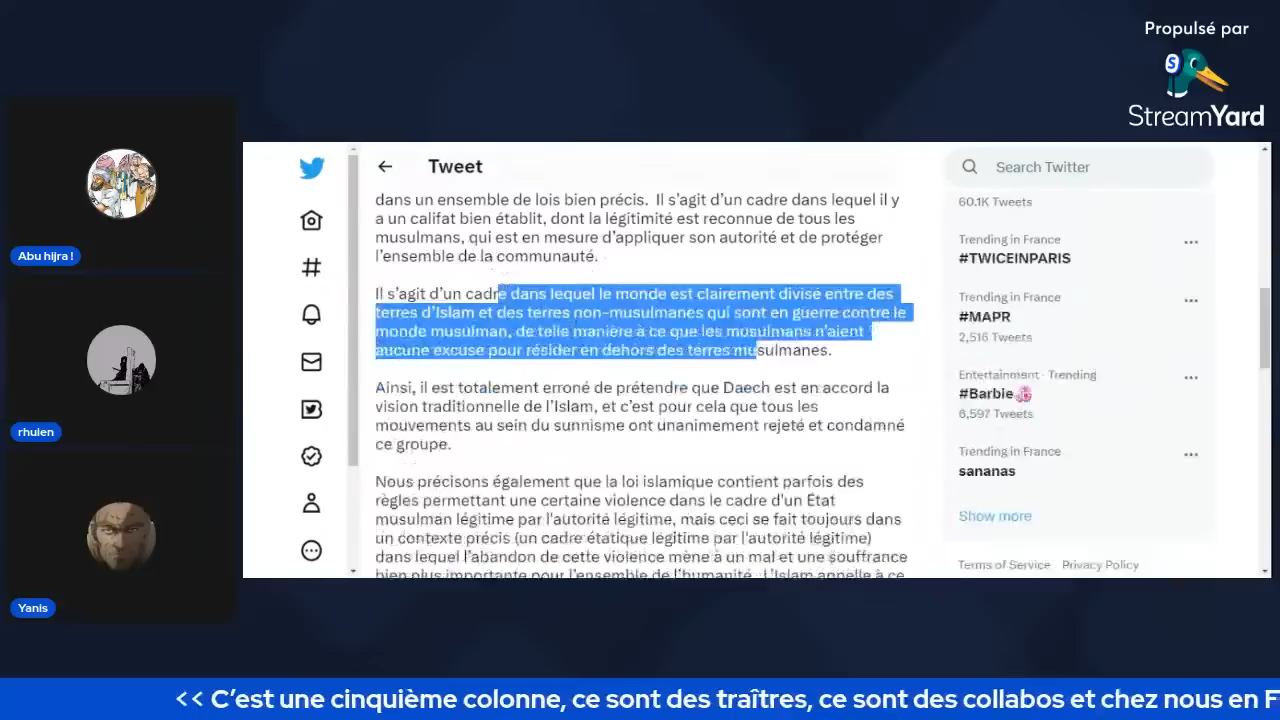 Propulsé par
StreamYard
Abu hijra !
rhuien
Yanis
Tweet
dans un ensemble de lois bien précis. Il s’agit d’un cadre dans lequel il y
a un califat bien établit, dont la légitimité est reconnue de tous les
musulmans, qui est en mesure d’appliquer son autorité et de protéger
l’ensemble de la communauté.
Il s’agit d’un cadre dans lequel le monde est clairement divisé entre des
terres d’Islam et des terres non-musulmanes qui sont en guerre contre le
monde musulman, de telle manière à ce que les musulmans n’aient
aucune excuse pour résider en dehors des terres musulmanes.
Ainsi, il est totalement erroné de prétendre que Daech est en accord la
vision traditionnelle de l’Islam, et c’est pour cela que tous les
mouvements au sein du sunnisme ont unanimement rejeté et condamné
ce groupe.
Nous précisons également que la loi islamique contient parfois des
règles permettant une certaine violence dans le cadre d'un État
musulman légitime par l'autorité légitime, mais ceci se fait toujours dans
un contexte précis (un cadre étatique légitime par l'autorité légitime)
dans lequel l’abandon de cette violence mène à un mal et une souffrance
bien plus importante pour l’ensemble de l’humanité. L’Islam appelle à ce
Search Twitter
60.1K Tweets
Trending in France
#TWICEINPARIS
Trending in France
#MAPR
2,516 Tweets
Entertainment · Trending
#Barbie
6,597 Tweets
Trending in France
sananas
Show more
Terms of Service Privacy Policy
<< C’est une cinquième colonne, ce sont des traîtres, ce sont des collabos et chez nous en F